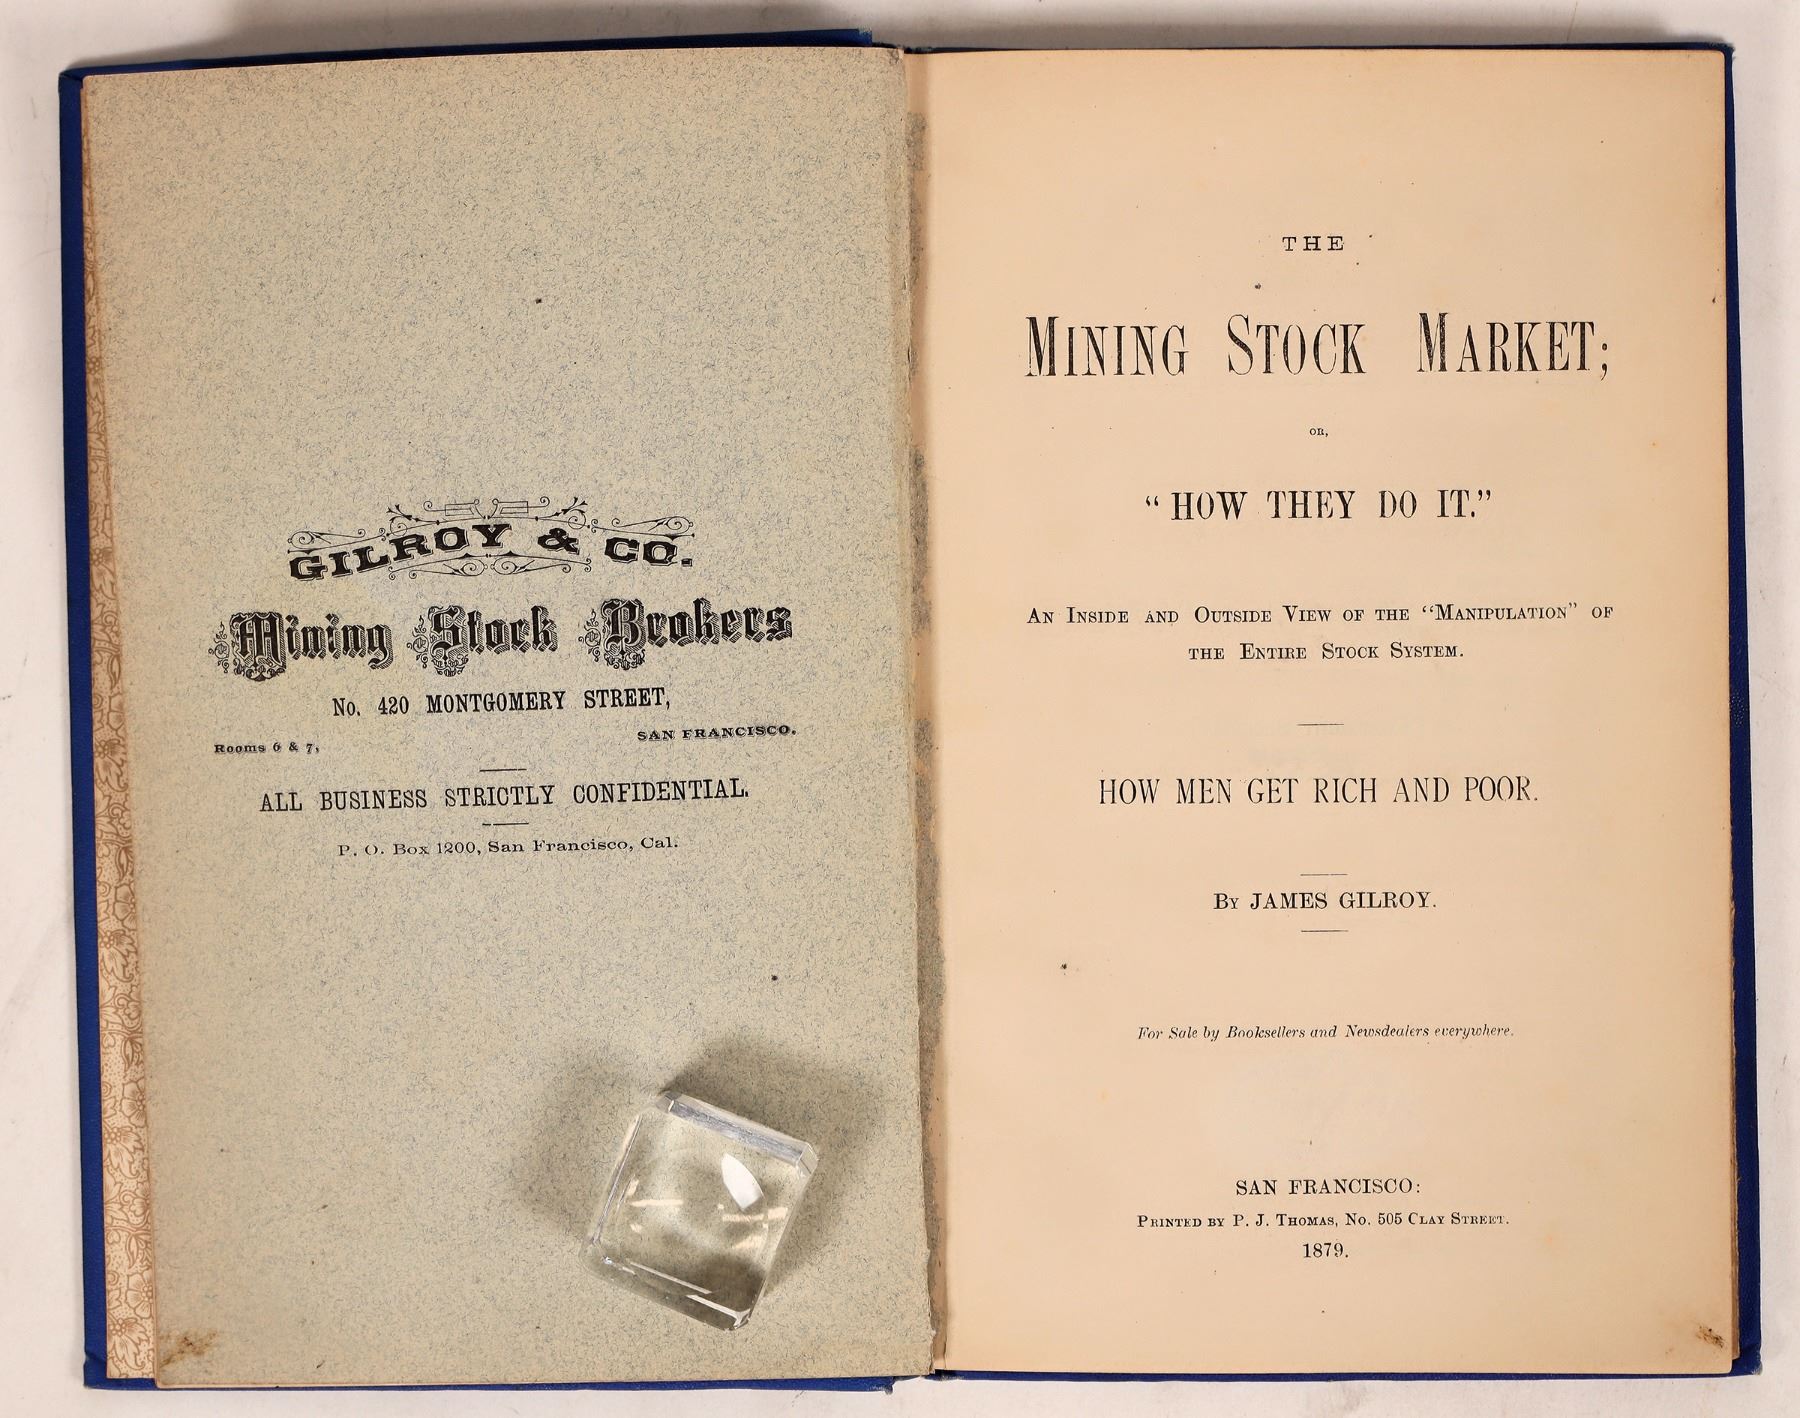 GILROY & CO.
Mining Stock Brokers
No. 420 MONTGOMERY STREET,
SAN FRANCISCO.
Rooms 6 & 7,
ALL BUSINESS STRICTLY CONFIDENTIAL.
P. O. Box 1200, San Francisco, Cal.
THE
MINING STOCK MARKET;
OR,
"HOW THEY DO IT."
AN INSIDE AND OUTSIDE VIEW OF THE "MANIPULATION" OF
THE ENTIRE STOCK SYSTEM.
HOW MEN GET RICH AND POOR.
BY JAMES GILROY.
For Sale by Booksellers and Newsdealers everywhere.
SAN FRANCISCO:
PRINTED BY P. J. THOMAS, NO. 505 CLAY STREET.
1879.